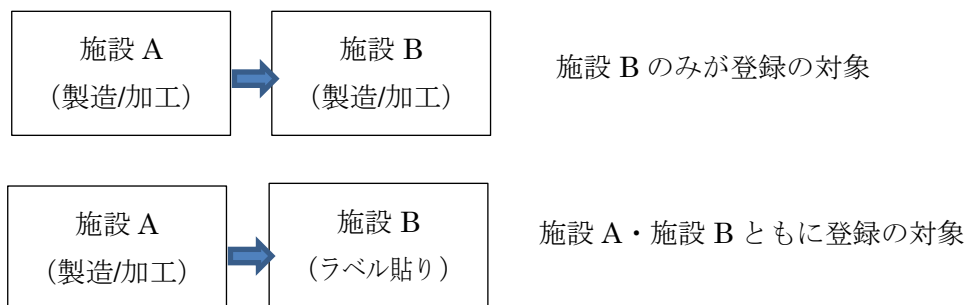 施設 A
(製造/加工)
施設 B
(製造/加工)
施設 B のみが登録の対象
施設 A
(製造/加工)
施設 B
(ラベル貼り)
施設 A・施設 B ともに登録の対象